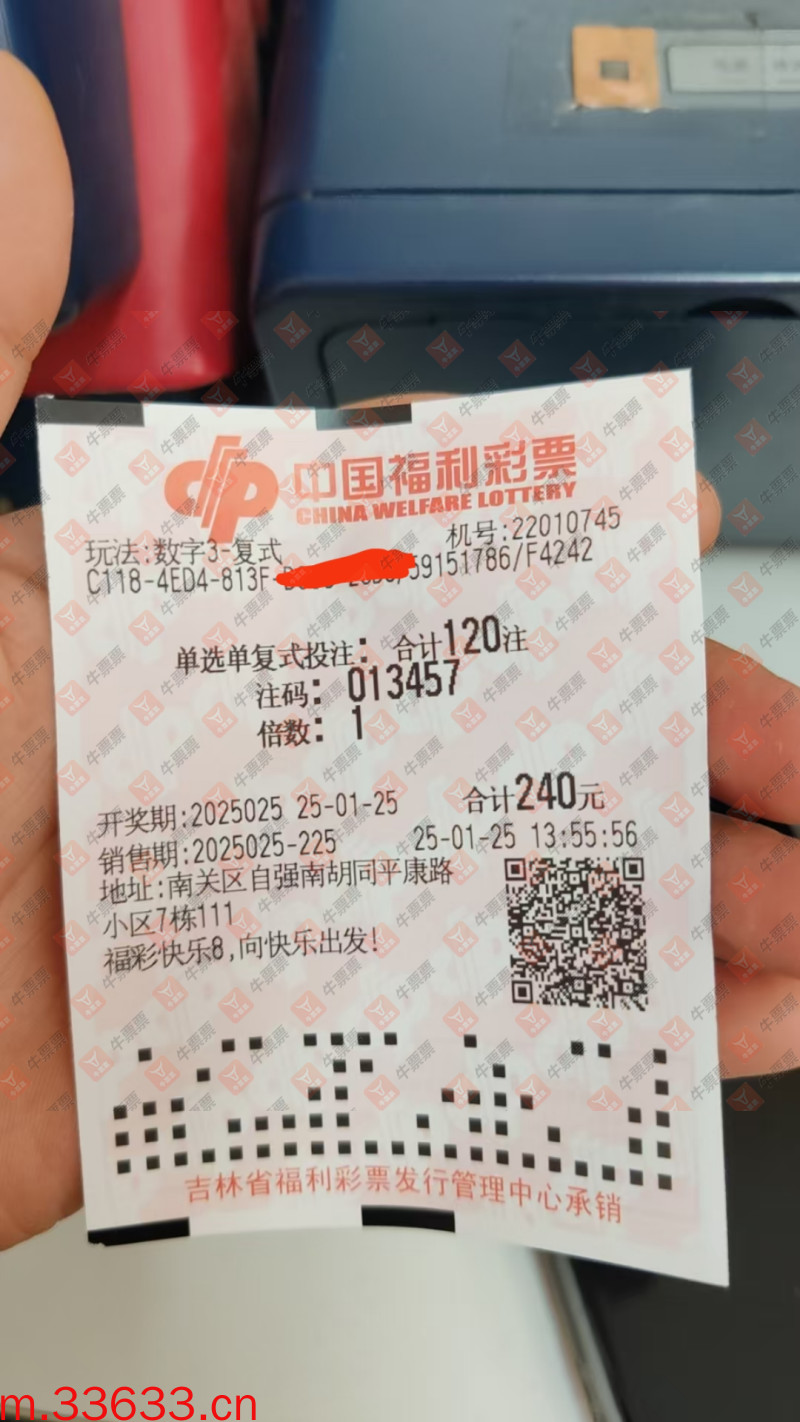 中国福利彩票
CHINA WELFARE LOTTERY
玩法:数字3-复式 机号:22010745
C118-4ED4-813F- 59151786/F4242
单选单复式投注: 合计120注
注码: 013457
倍数: 1
开奖期:2025025 25-01-25 合计240元
销售期:2025025-225 25-01-25 13:55:56
地址:南关区自强南胡同平康路
小区7栋111
福彩快乐8,向快乐出发!
吉林省福利彩票发行管理中心承销
牛票票
m.33633.cn